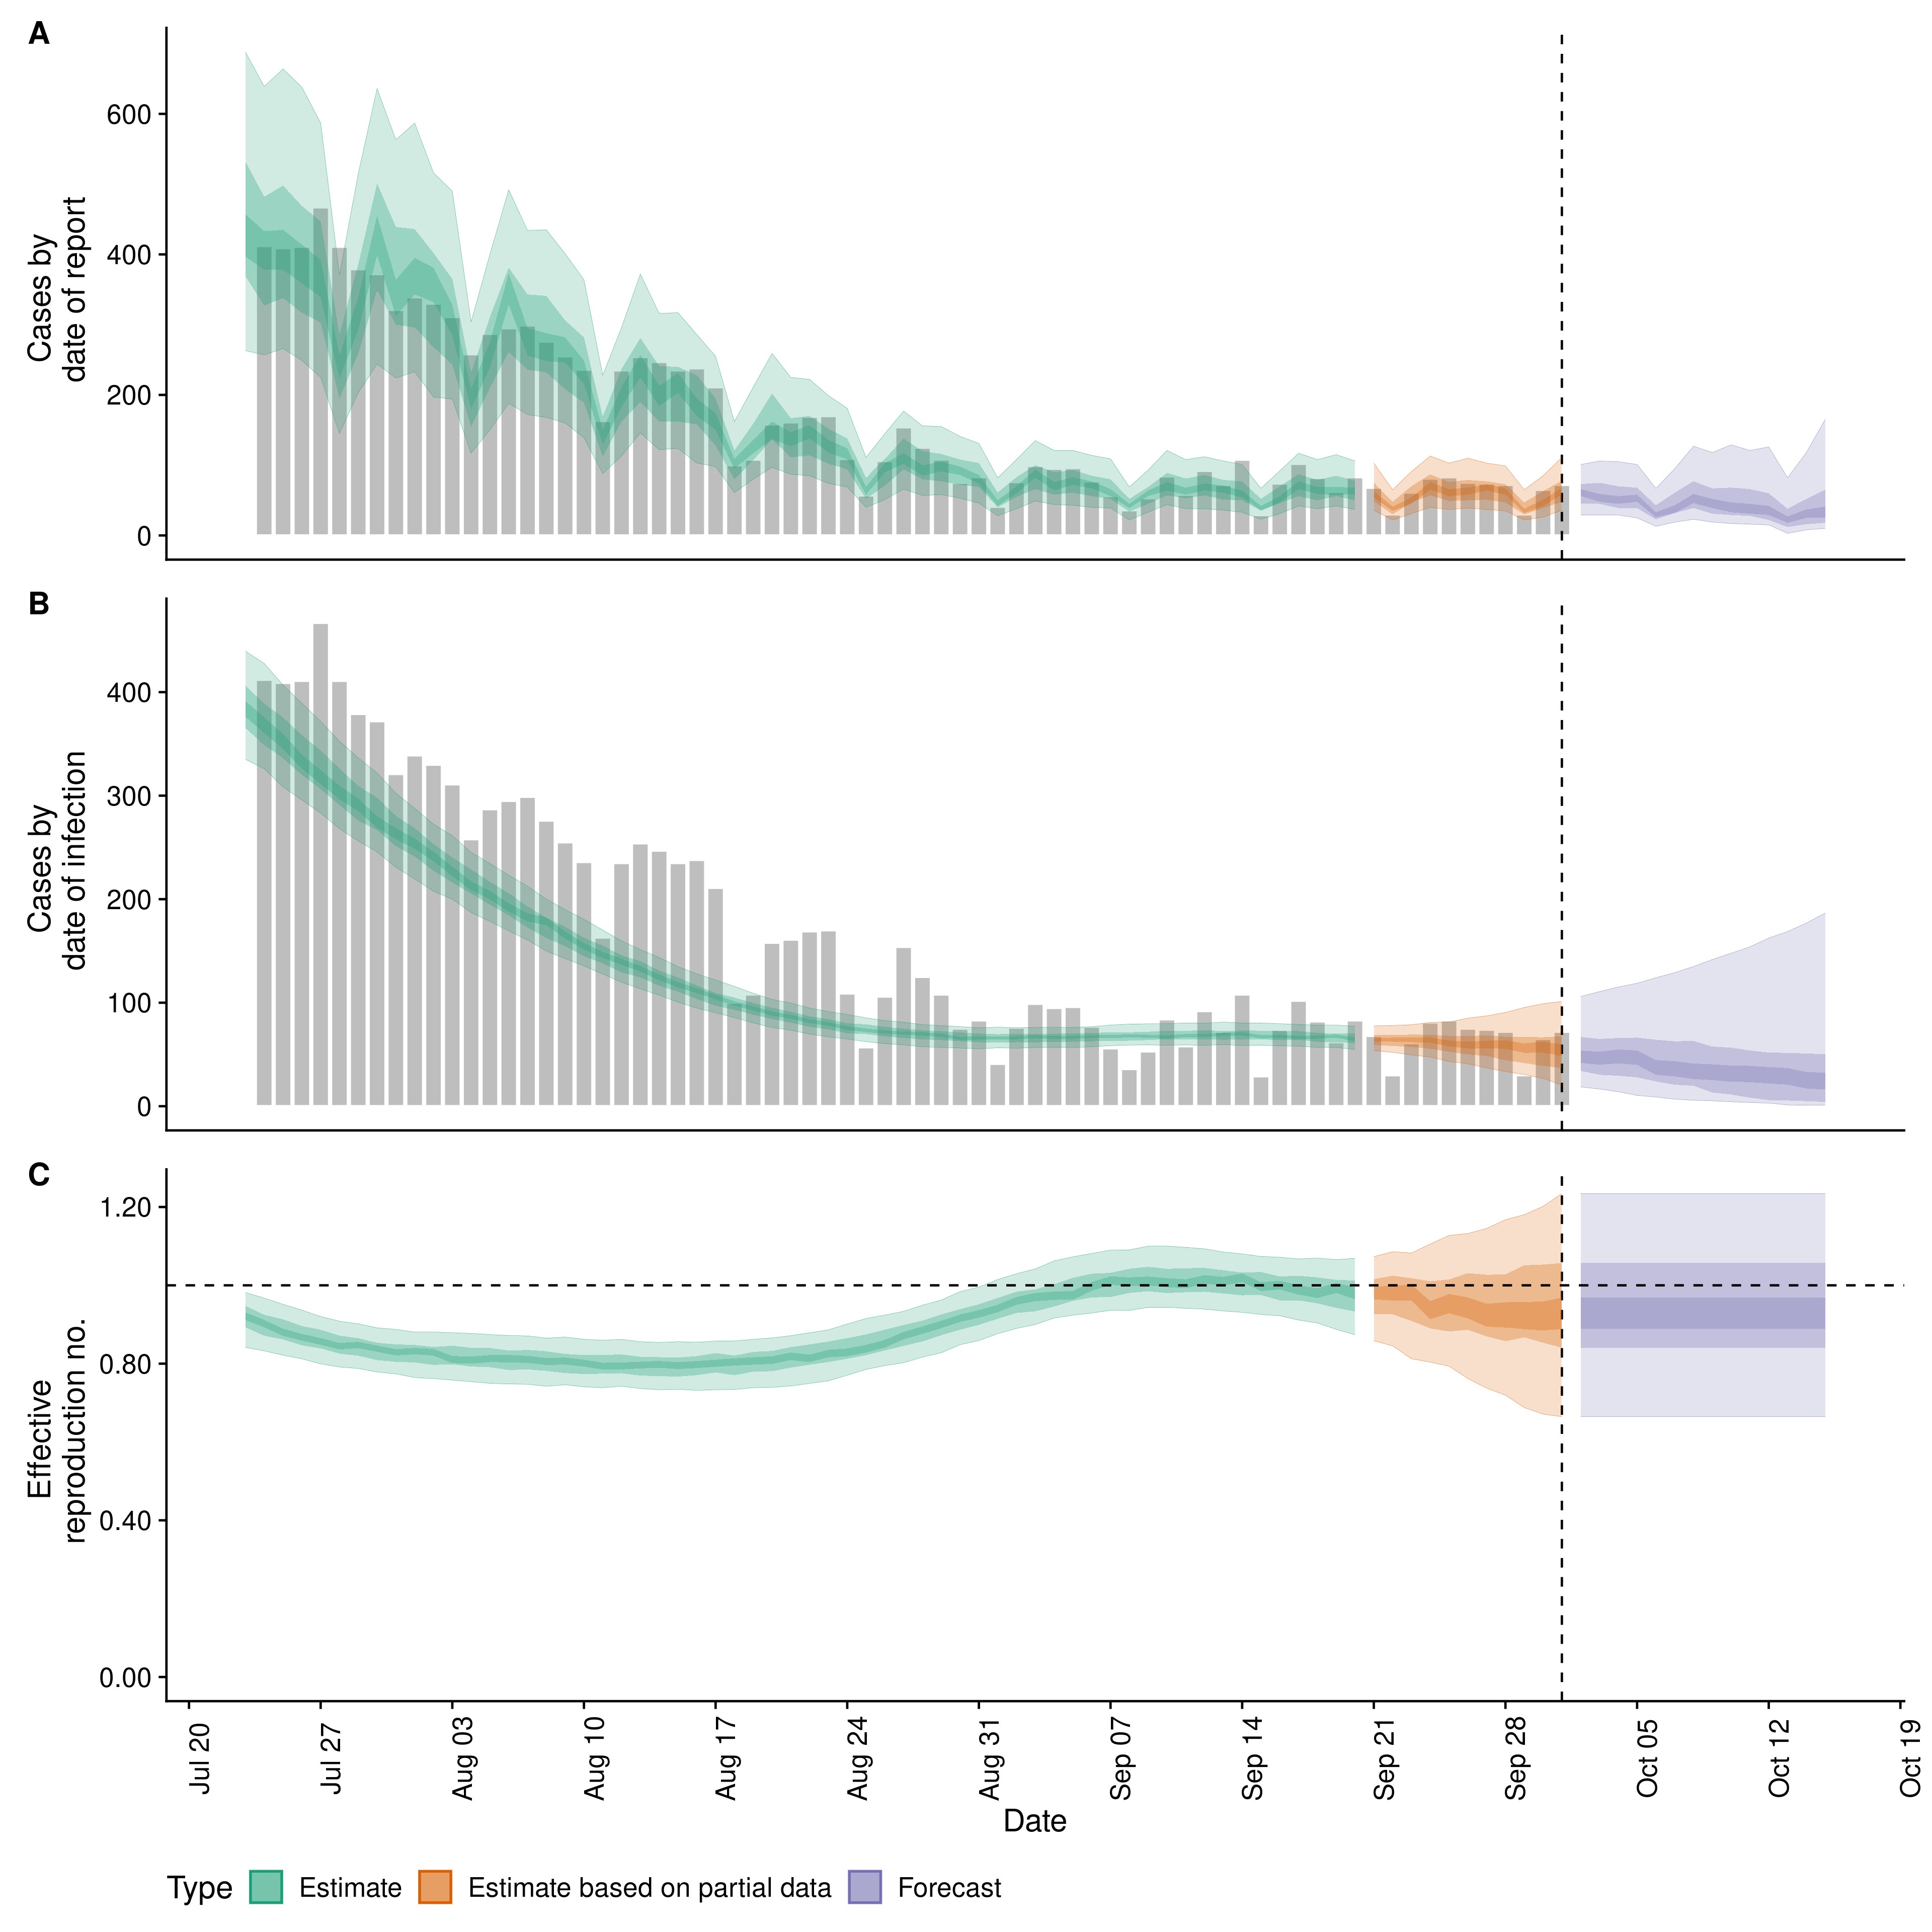 A
Cases by
date of report
600
400
200
0
B
Cases by
date of infection
400
300
200
100
0
C
Effective
reproduction no.
1.20
0.80
0.40
0.00
Jul 20
Jul 27
Aug 03
Aug 10
Aug 17
Aug 24
Aug 31
Sep 07
Sep 14
Sep 21
Sep 28
Oct 05
Oct 12
Oct 19
Date
Type Estimate Estimate based on partial data Forecast